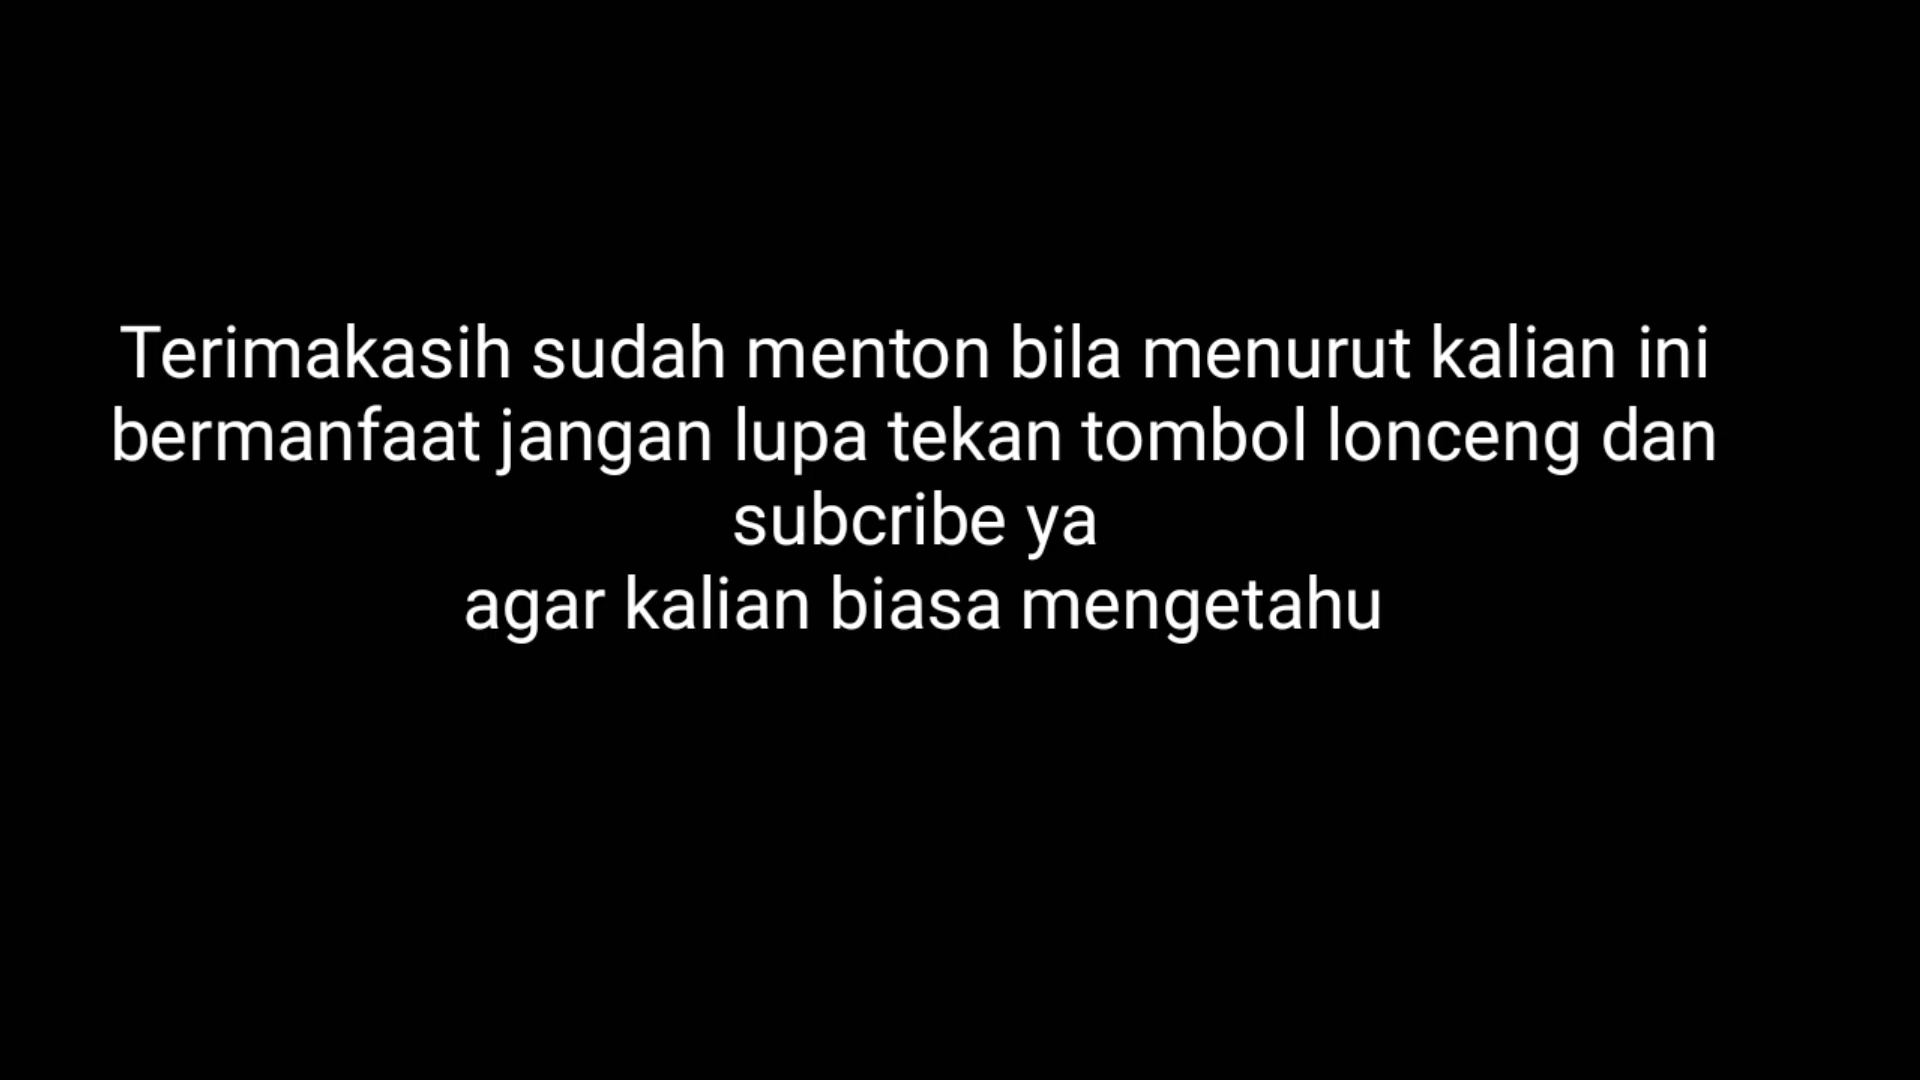 Terimakasih sudah menton bila menurut kalian ini
bermanfaat jangan lupa tekan tombol lonceng dan
subcribe ya
agar kalian biasa mengetahu